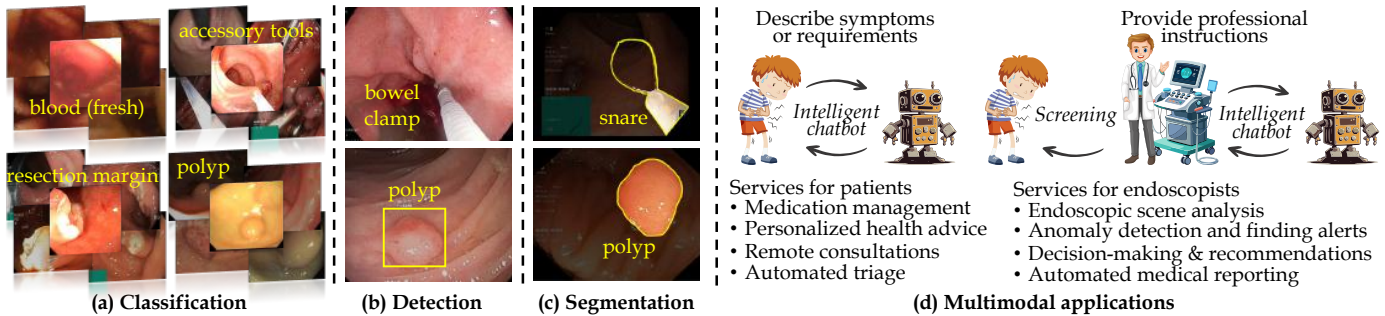 accessory tools
blood (fresh)
resection margin
polyp
(a) Classification
bowel
clamp
polyp
(b) Detection
snare
polyp
(c) Segmentation
Describe symptoms
or requirements
Intelligent
chatbot
Services for patients
• Medication management
• Personalized health advice
• Remote consultations
• Automated triage
Provide professional
instructions
Screening
Intelligent
chatbot
Services for endoscopists
• Endoscopic scene analysis
• Anomaly detection and finding alerts
• Decision-making & recommendations
• Automated medical reporting
(d) Multimodal applications